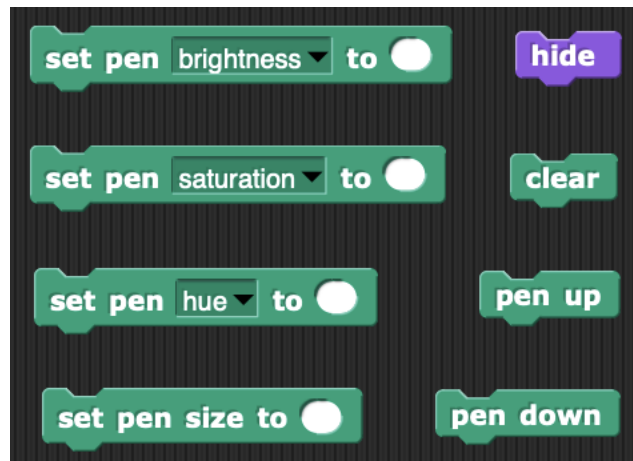 set pen brightness to
hide
set pen saturation to
clear
set pen hue to
pen up
set pen size to
pen down